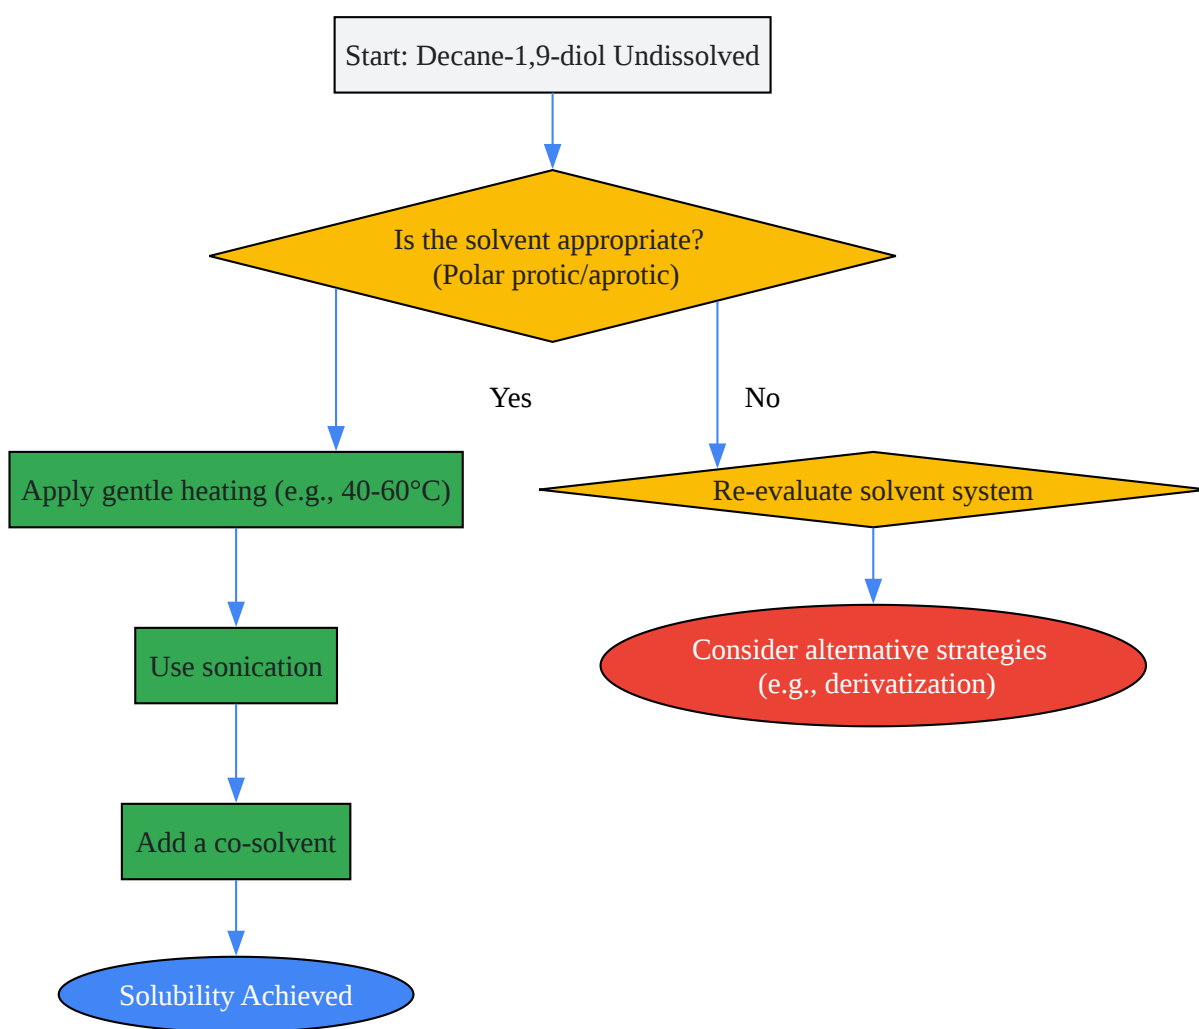 Start: Decane-1,9-diol Undissolved
Is the solvent appropriate?
(Polar protic/aprotic)
Yes
No
Apply gentle heating (e.g., 40-60°C)
Re-evaluate solvent system
Use sonication
Consider alternative strategies
(e.g., derivatization)
Add a co-solvent
Solubility Achieved